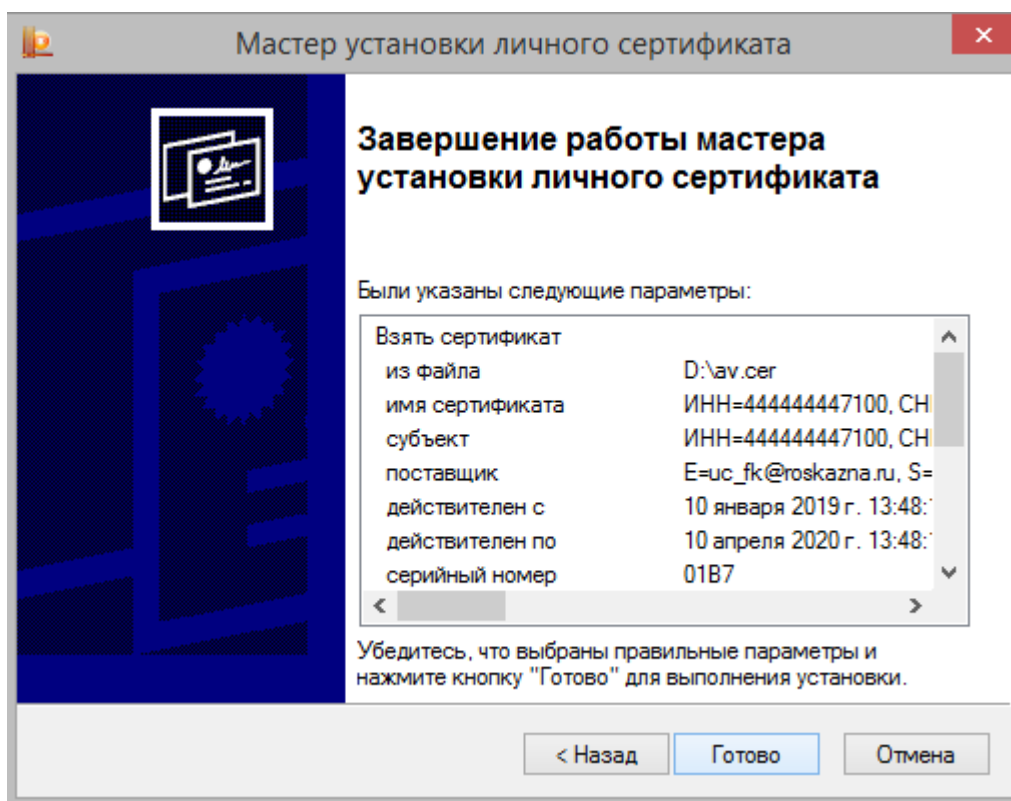 Мастер установки личного сертификата
Завершение работы мастера
установки личного сертификата
Были указаны следующие параметры:
Взять сертификат
из файла D:\av.cer
имя сертификата ИНН=444444447100, СН
субъект ИНН=444444447100, СН
поставщик E=uc_fk@roskazna.ru, S=
действителен с 10 января 2019 г. 13:48:
действителен по 10 апреля 2020 г. 13:48:
серийный номер 01B7
Убедитесь, что выбраны правильные параметры и
нажмите кнопку "Готово" для выполнения установки.
< Назад Готово Отмена